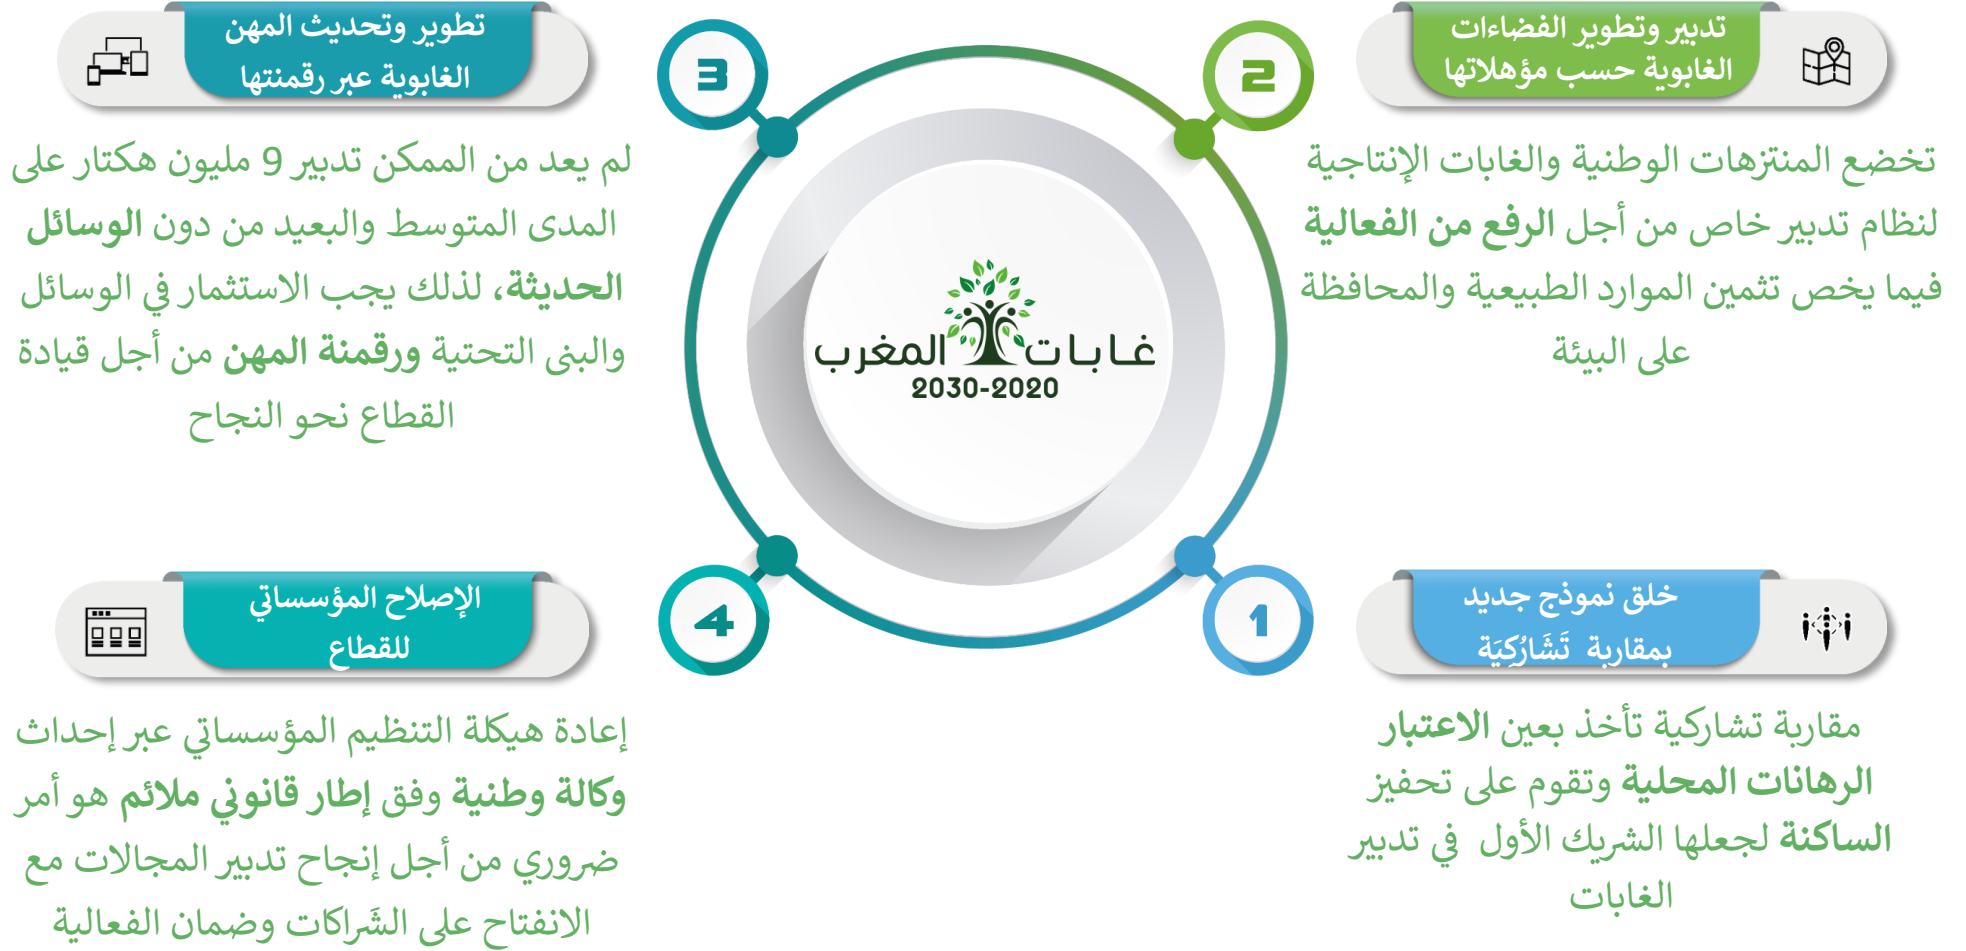 تدبير وتطوير الفضاءات
الغابوية حسب مؤهلاتها
2
تخضع المنتزهات الوطنية والغابات الإنتاجية
لنظام تدبير خاص من أجل الرفع من الفعالية
فيما يخص تثمين الموارد الطبيعية والمحافظة
على البيئة
تطوير وتحديث المهن
الغابوية عبر رقمنتها
3
لم يعد من الممكن تدبير 9 مليون هكتار على
المدى المتوسط والبعيد من دون الوسائل
الحديثة، لذلك يجب الاستثمار في الوسائل
والبنى التحتية ورقمنة المهن من أجل قيادة
القطاع نحو النجاح
غابات المغرب
2030-2020
خلق نموذج جديد
بمقاربة تَشَارُكِيَة
1
مقاربة تشاركية تأخذ بعين الاعتبار
الرهانات المحلية وتقوم على تحفيز
الساكنة لجعلها الشريك الأول في تدبير
الغابات
الإصلاح المؤسساتي
للقطاع
4
إعادة هيكلة التنظيم المؤسساتي عبر إحداث
وكالة وطنية وفق إطار قانوني ملائم هو أمر
ضروري من أجل إنجاح تدبير المجالات مع
الانفتاح على الشَراكات وضمان الفعالية